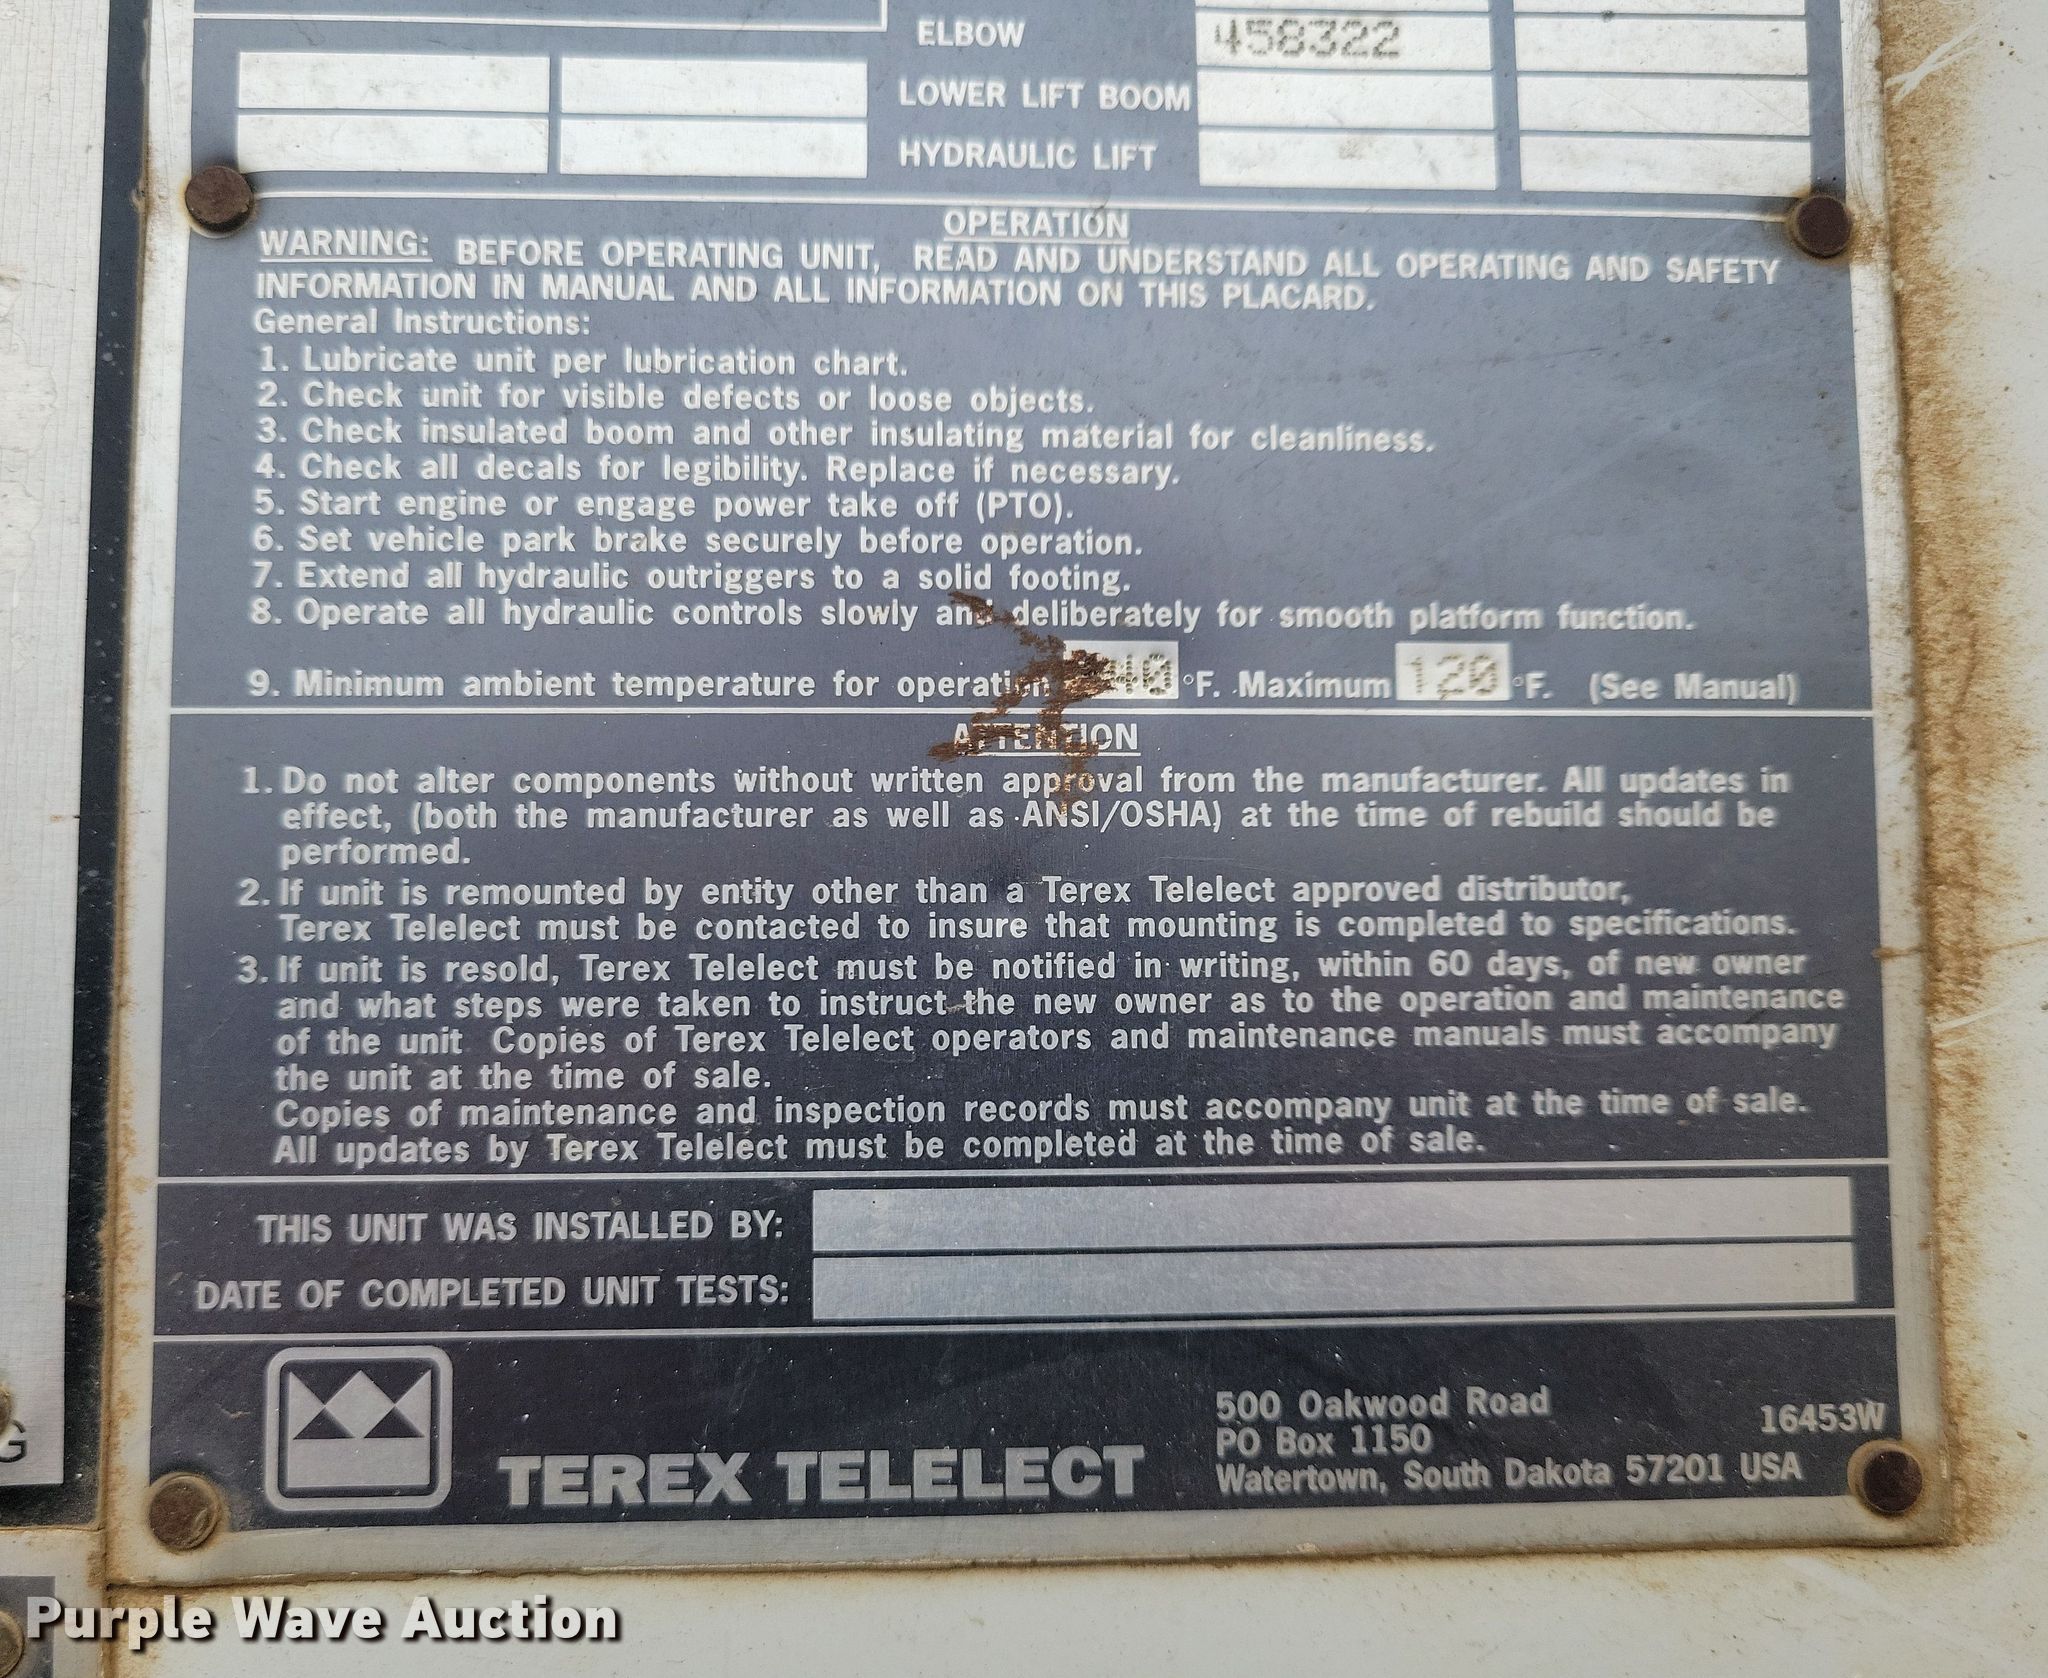 ELBOW 458322
LOWER LIFT BOOM
HYDRAULIC LIFT
OPERATION
WARNING: BEFORE OPERATING UNIT, READ AND UNDERSTAND ALL OPERATING AND SAFETY
INFORMATION IN MANUAL AND ALL INFORMATION ON THIS PLACARD.
General Instructions:
1. Lubricate unit per lubrication chart.
2. Check unit for visible defects or loose objects.
3. Check insulated boom and other insulating material for cleanliness.
4. Check all decals for legibility. Replace if necessary.
5. Start engine or engage power take off (PTO).
6. Set vehicle park brake securely before operation.
7. Extend all hydraulic outriggers to a solid footing.
8. Operate all hydraulic controls slowly and deliberately for smooth platform function.
9. Minimum ambient temperature for operation 40 °F. Maximum 120 °F. (See Manual)
ATTENTION
1. Do not alter components without written approval from the manufacturer. All updates in
effect, (both the manufacturer as well as ANSI/OSHA) at the time of rebuild should be
performed.
2. If unit is remounted by entity other than a Terex Telelect approved distributor,
Terex Telelect must be contacted to insure that mounting is completed to specifications.
3. If unit is resold, Terex Telelect must be notified in writing, within 60 days, of new owner
and what steps were taken to instruct the new owner as to the operation and maintenance
of the unit Copies of Terex Telelect operators and maintenance manuals must accompany
the unit at the time of sale.
Copies of maintenance and inspection records must accompany unit at the time of sale.
All updates by Terex Telelect must be completed at the time of sale.
THIS UNIT WAS INSTALLED BY:
DATE OF COMPLETED UNIT TESTS:
TEREX TELELECT
500 Oakwood Road
PO Box 1150
Watertown, South Dakota 57201 USA
16453W
G
Purple Wave Auction